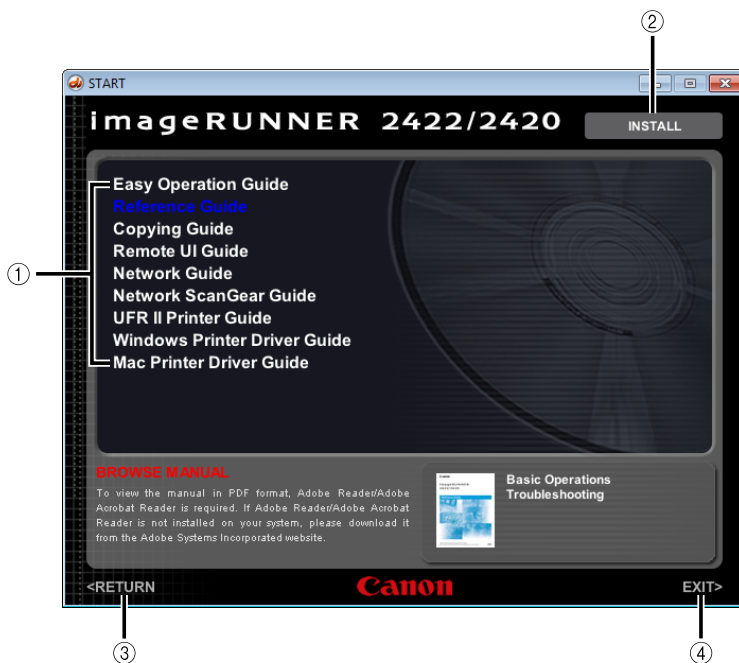 ②
START
imageRUNNER 2422/2420
INSTALL
①
Easy Operation Guide
Reference Guide
Copying Guide
Remote UI Guide
Network Guide
Network ScanGear Guide
UFR II Printer Guide
Windows Printer Driver Guide
Mac Printer Driver Guide
BROWSE MANUAL
To view the manual in PDF format, Adobe Reader/Adobe
Acrobat Reader is required. If Adobe Reader/Adobe Acrobat
Reader is not installed on your system, please download it
from the Adobe Systems Incorporated website.
Basic Operations
Troubleshooting
<RETURN
Canon
EXIT>
③
④